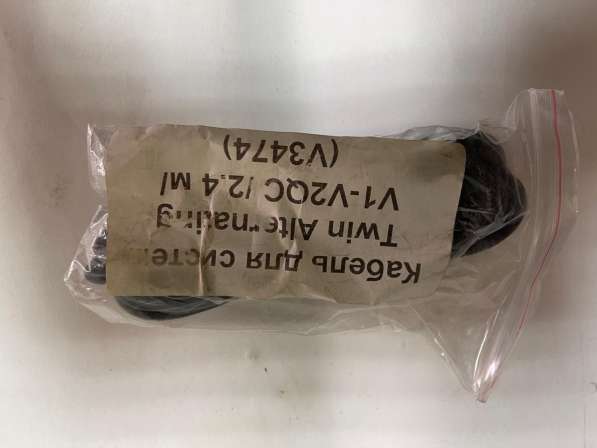 Кабель для систе
Twin Alternating
V1-V2QC /2.4 м/
(V3474)